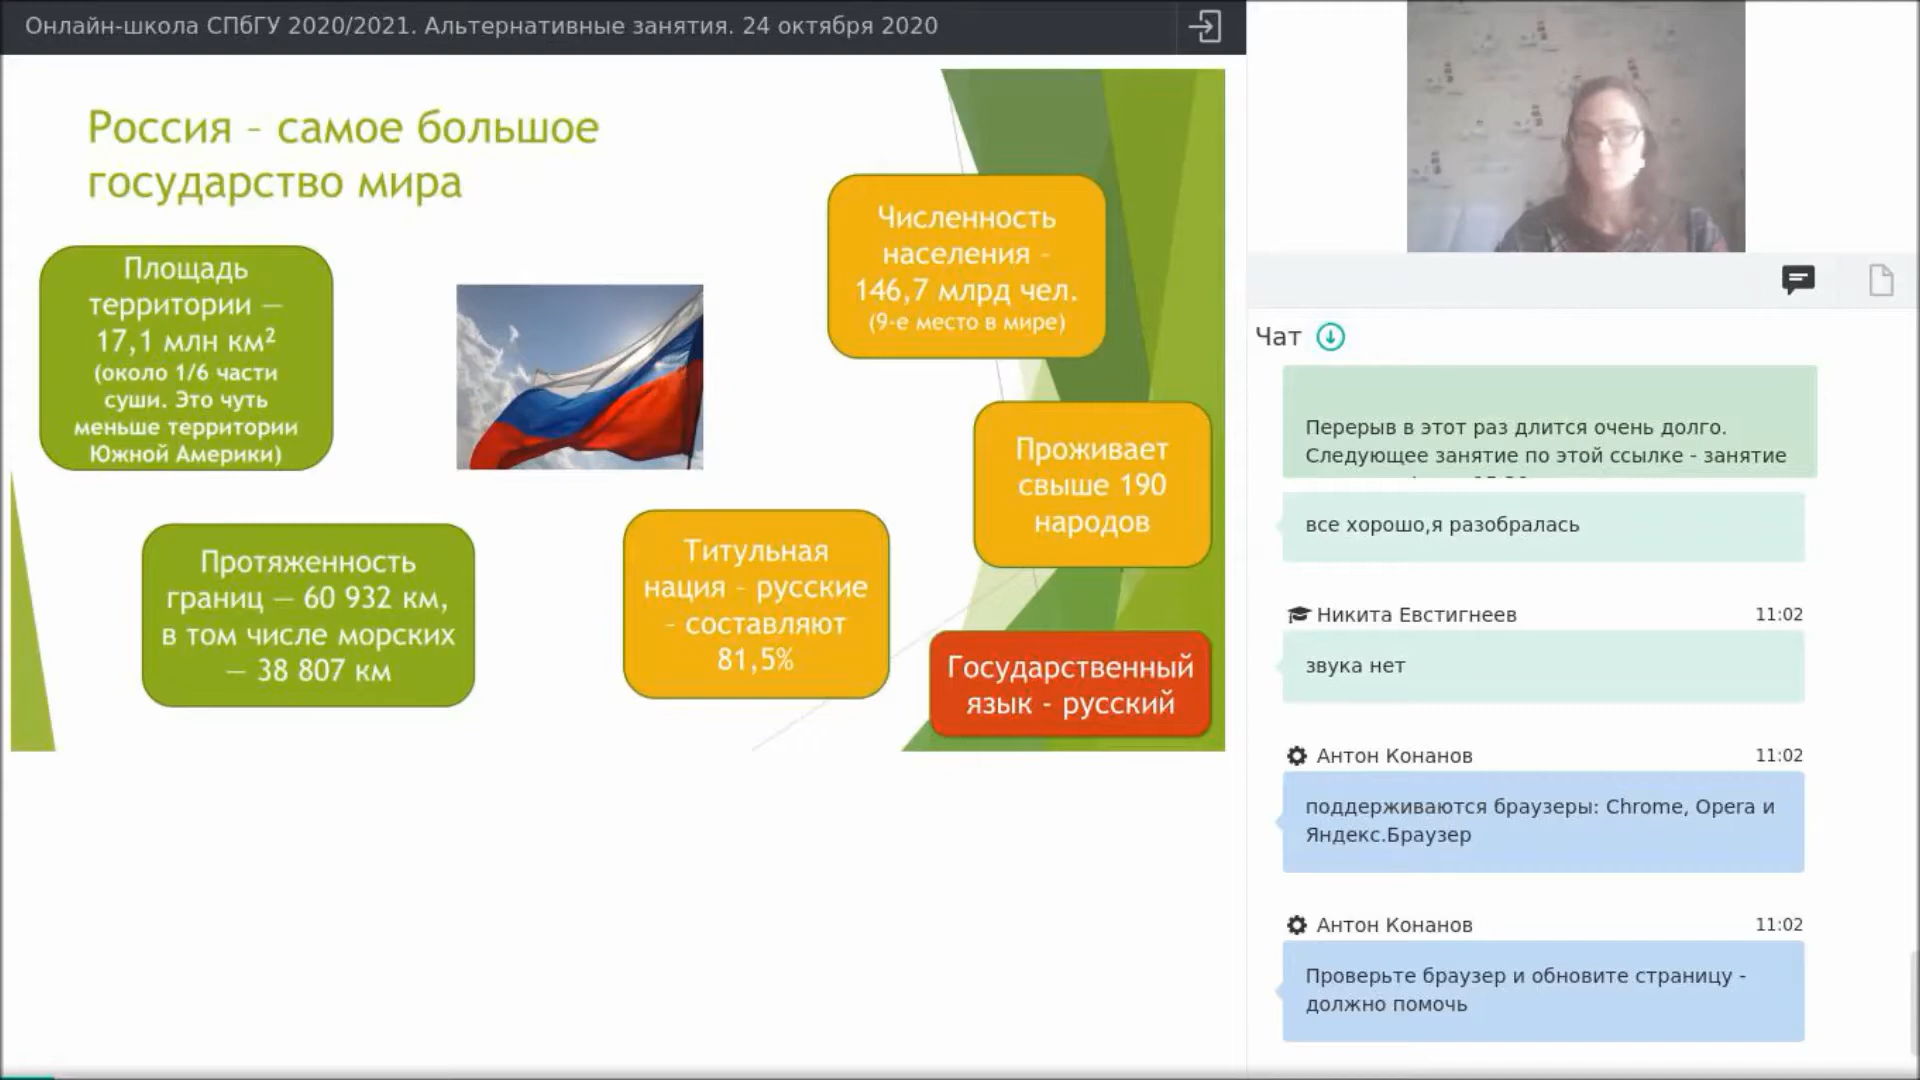 Онлайн-школа СПбГУ 2020/2021. Альтернативные занятия. 24 октября 2020
Россия – самое большое
государство мира
Площадь
территории —
17,1 млн км²
(около 1/6 части
суши. Это чуть
меньше территории
Южной Америки)
Численность
населения –
146,7 млрд чел.
(9-е место в мире)
Проживает
свыше 190
народов
Протяженность
границ — 60 932 км,
в том числе морских
— 38 807 км
Титульная
нация – русские
– составляют
81,5%
Государственный
язык - русский
Чат
Перерыв в этот раз длится очень долго.
Следующее занятие по этой ссылке - занятие
все хорошо,я разобралась
Никита Евстигнеев 11:02
звука нет
Антон Конанов 11:02
поддерживаются браузеры: Chrome, Opera и
Яндекс.Браузер
Антон Конанов 11:02
Проверьте браузер и обновите страницу -
должно помочь